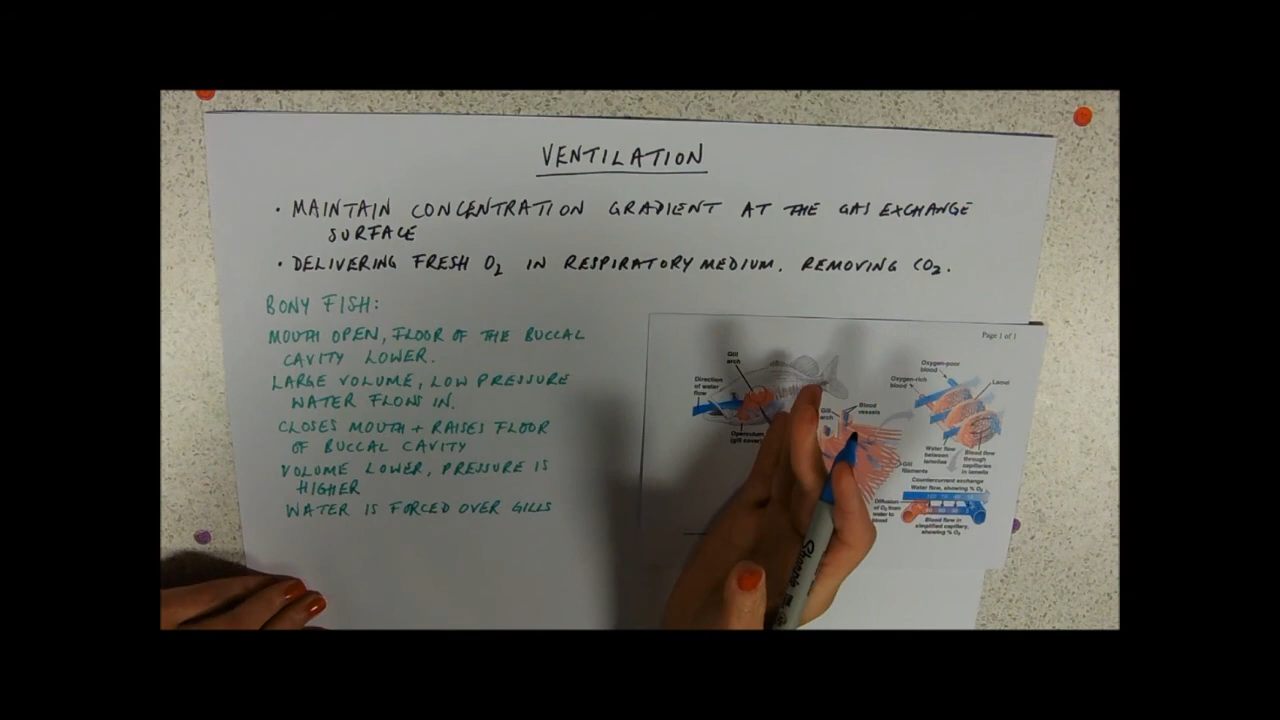 VENTILATION
• MAINTAIN CONCENTRATION GRADIENT AT THE GAS EXCHANGE
SURFACE
• DELIVERING FRESH O2 IN RESPIRATORY MEDIUM. REMOVING CO2.
BONY FISH:
MOUTH OPEN, FLOOR OF THE BUCCAL
CAVITY LOWER.
LARGE VOLUME, LOW PRESSURE
WATER FLOWS IN.
CLOSES MOUTH + RAISES FLOOR
OF BUCCAL CAVITY
VOLUME LOWER, PRESSURE IS
HIGHER
WATER IS FORCED OVER GILLS
Page 1 of 1
Gill
arch
Direction
of water
flow
Operculum
(gill cover)
Gill
arch
Blood
vessels
Gill
filaments
Oxygen-poor
blood
Oxygen-rich
blood
Water flow
between
lamellae
Blood flow
through
capillaries
in lamella
Countercurrent exchange
Water flow, showing % O2
Diffusion
of O2 from
water to
blood
Blood flow in
simplified capillary,
showing % O2